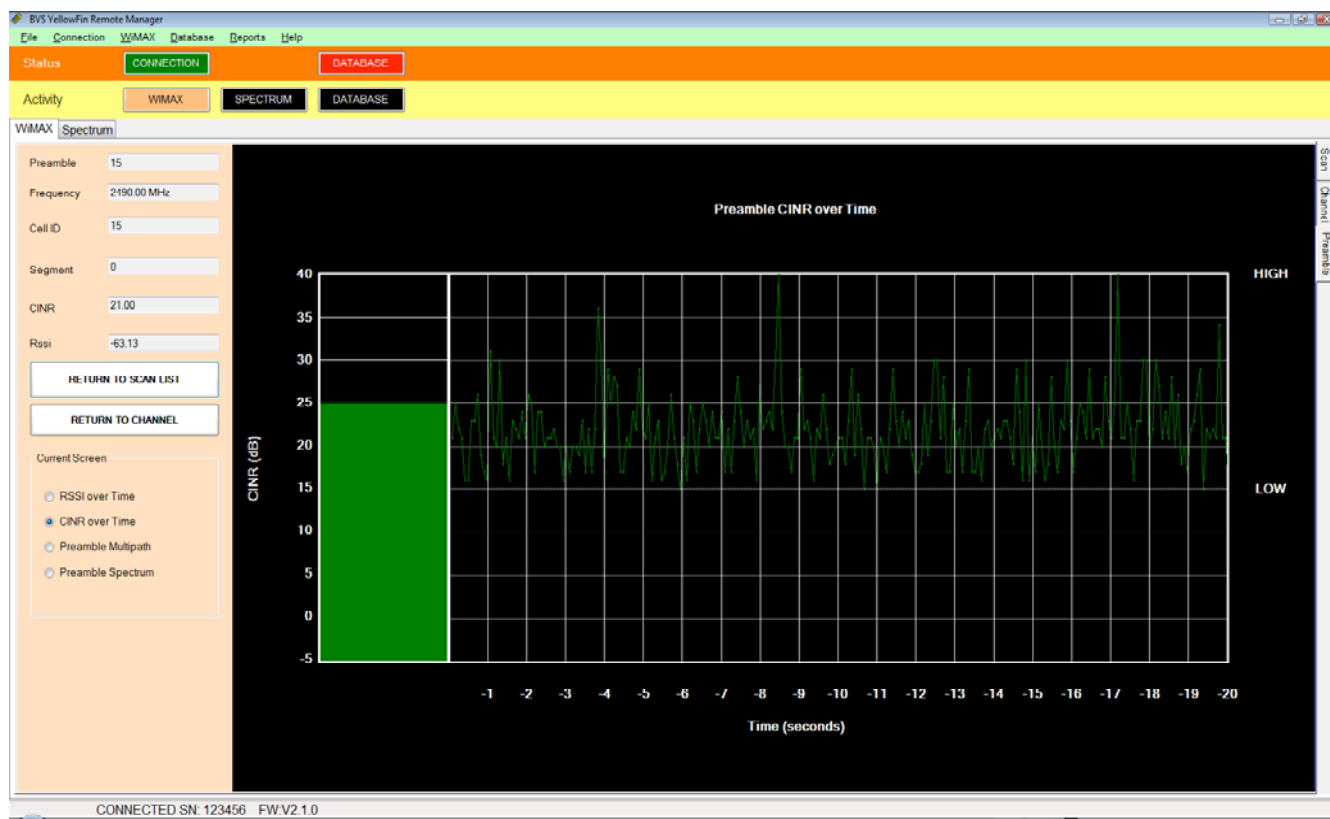 BVS YellowFin Remote Manager
File Connection WiMAX Database Reports Help
Status CONNECTION DATABASE
Activity WIMAX SPECTRUM DATABASE
WiMAX Spectrum
Preamble 15
Frequency 2490.00 MHz
Cell ID 15
Segment 0
CINR 21.00
Rssi -63.13
RETURN TO SCAN LIST
RETURN TO CHANNEL
Current Screen
RSSI over Time
CINR over Time
Preamble Multipath
Preamble Spectrum
Preamble CINR over Time
40
35
30
25
20
15
10
5
0
-5
CINR (dB)
HIGH
LOW
-1 -2 -3 -4 -5 -6 -7 -8 -9 -10 -11 -12 -13 -14 -15 -16 -17 -18 -19 -20
Time (seconds)
Scan
Channel
Preamble
CONNECTED SN: 123456 FW:V2.1.0